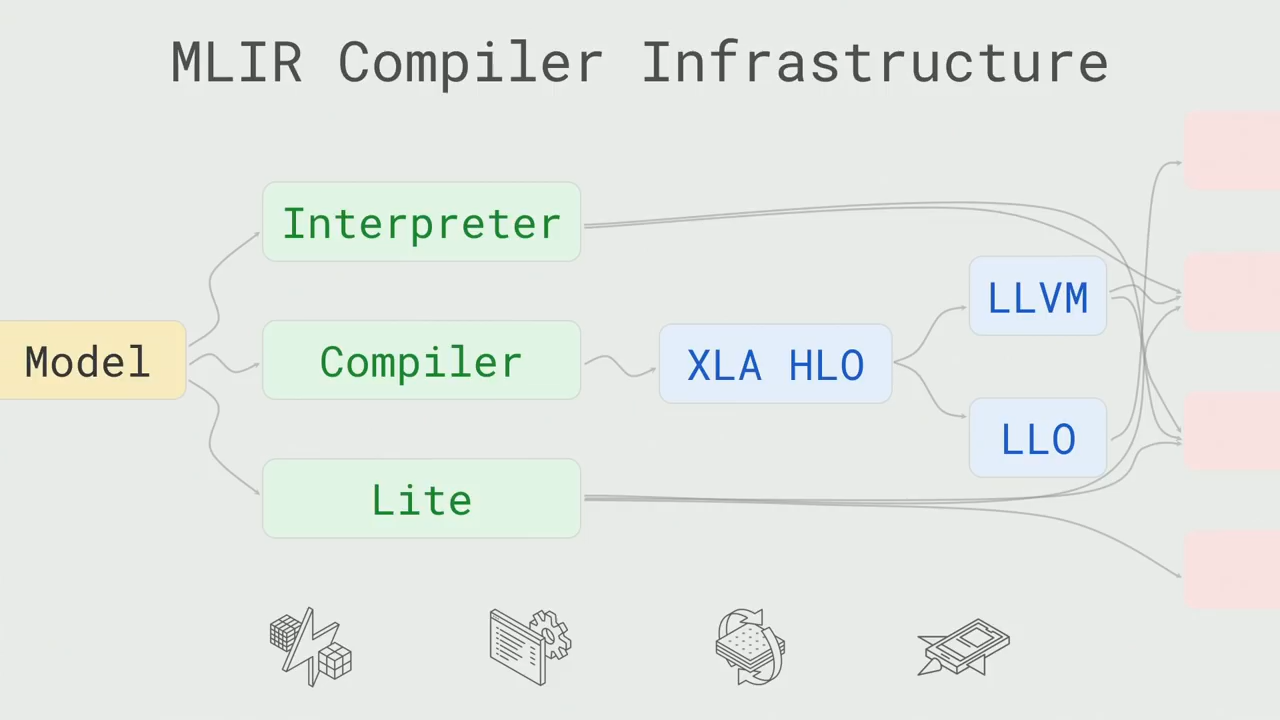 MLIR Compiler Infrastructure
Interpreter
LLVM
Model
Compiler
XLA HLO
LLO
Lite